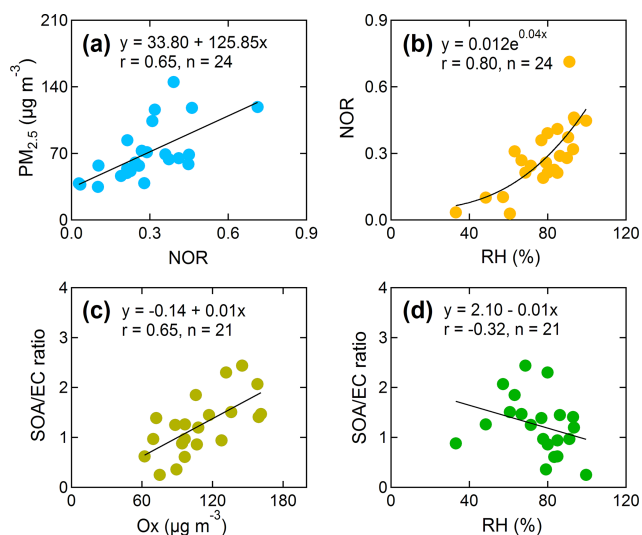 (a) y = 33.80 + 125.85x
r = 0.65, n = 24
PM2.5 (μg m-3)
210
140
70
0
0.0 0.3 0.6 0.9
NOR
(b) y = 0.012e0.04x
r = 0.80, n = 24
NOR
0.9
0.6
0.3
0.0
0 40 80 120
RH (%)
(c) y = -0.14 + 0.01x
r = 0.65, n = 21
SOA/EC ratio
4
3
2
1
0
0 60 120 180
Ox (μg m-3)
(d) y = 2.10 - 0.01x
r = -0.32, n = 21
SOA/EC ratio
4
3
2
1
0
0 40 80 120
RH (%)